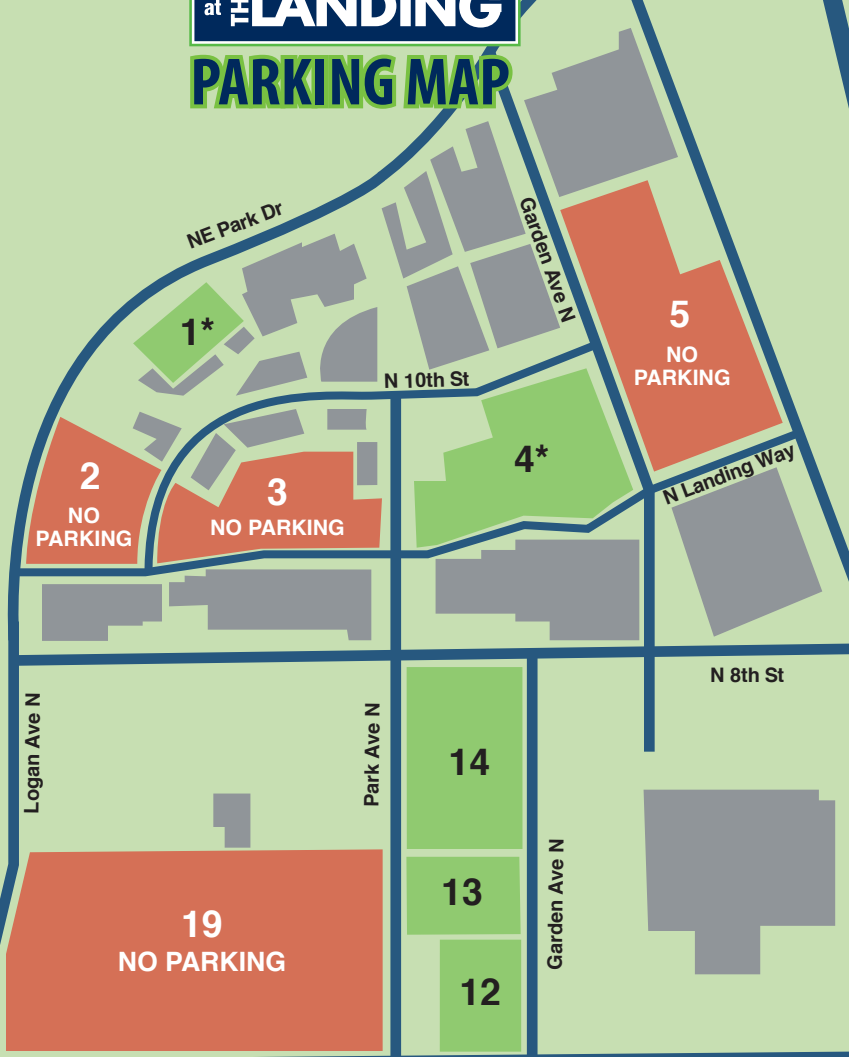 at THE LANDING
PARKING MAP
NE Park Dr
Garden Ave N
1*
5
NO
PARKING
N 10th St
4*
2
NO
PARKING
3
NO PARKING
N Landing Way
N 8th St
Logan Ave N
Park Ave N
14
13
Garden Ave N
19
NO PARKING
12